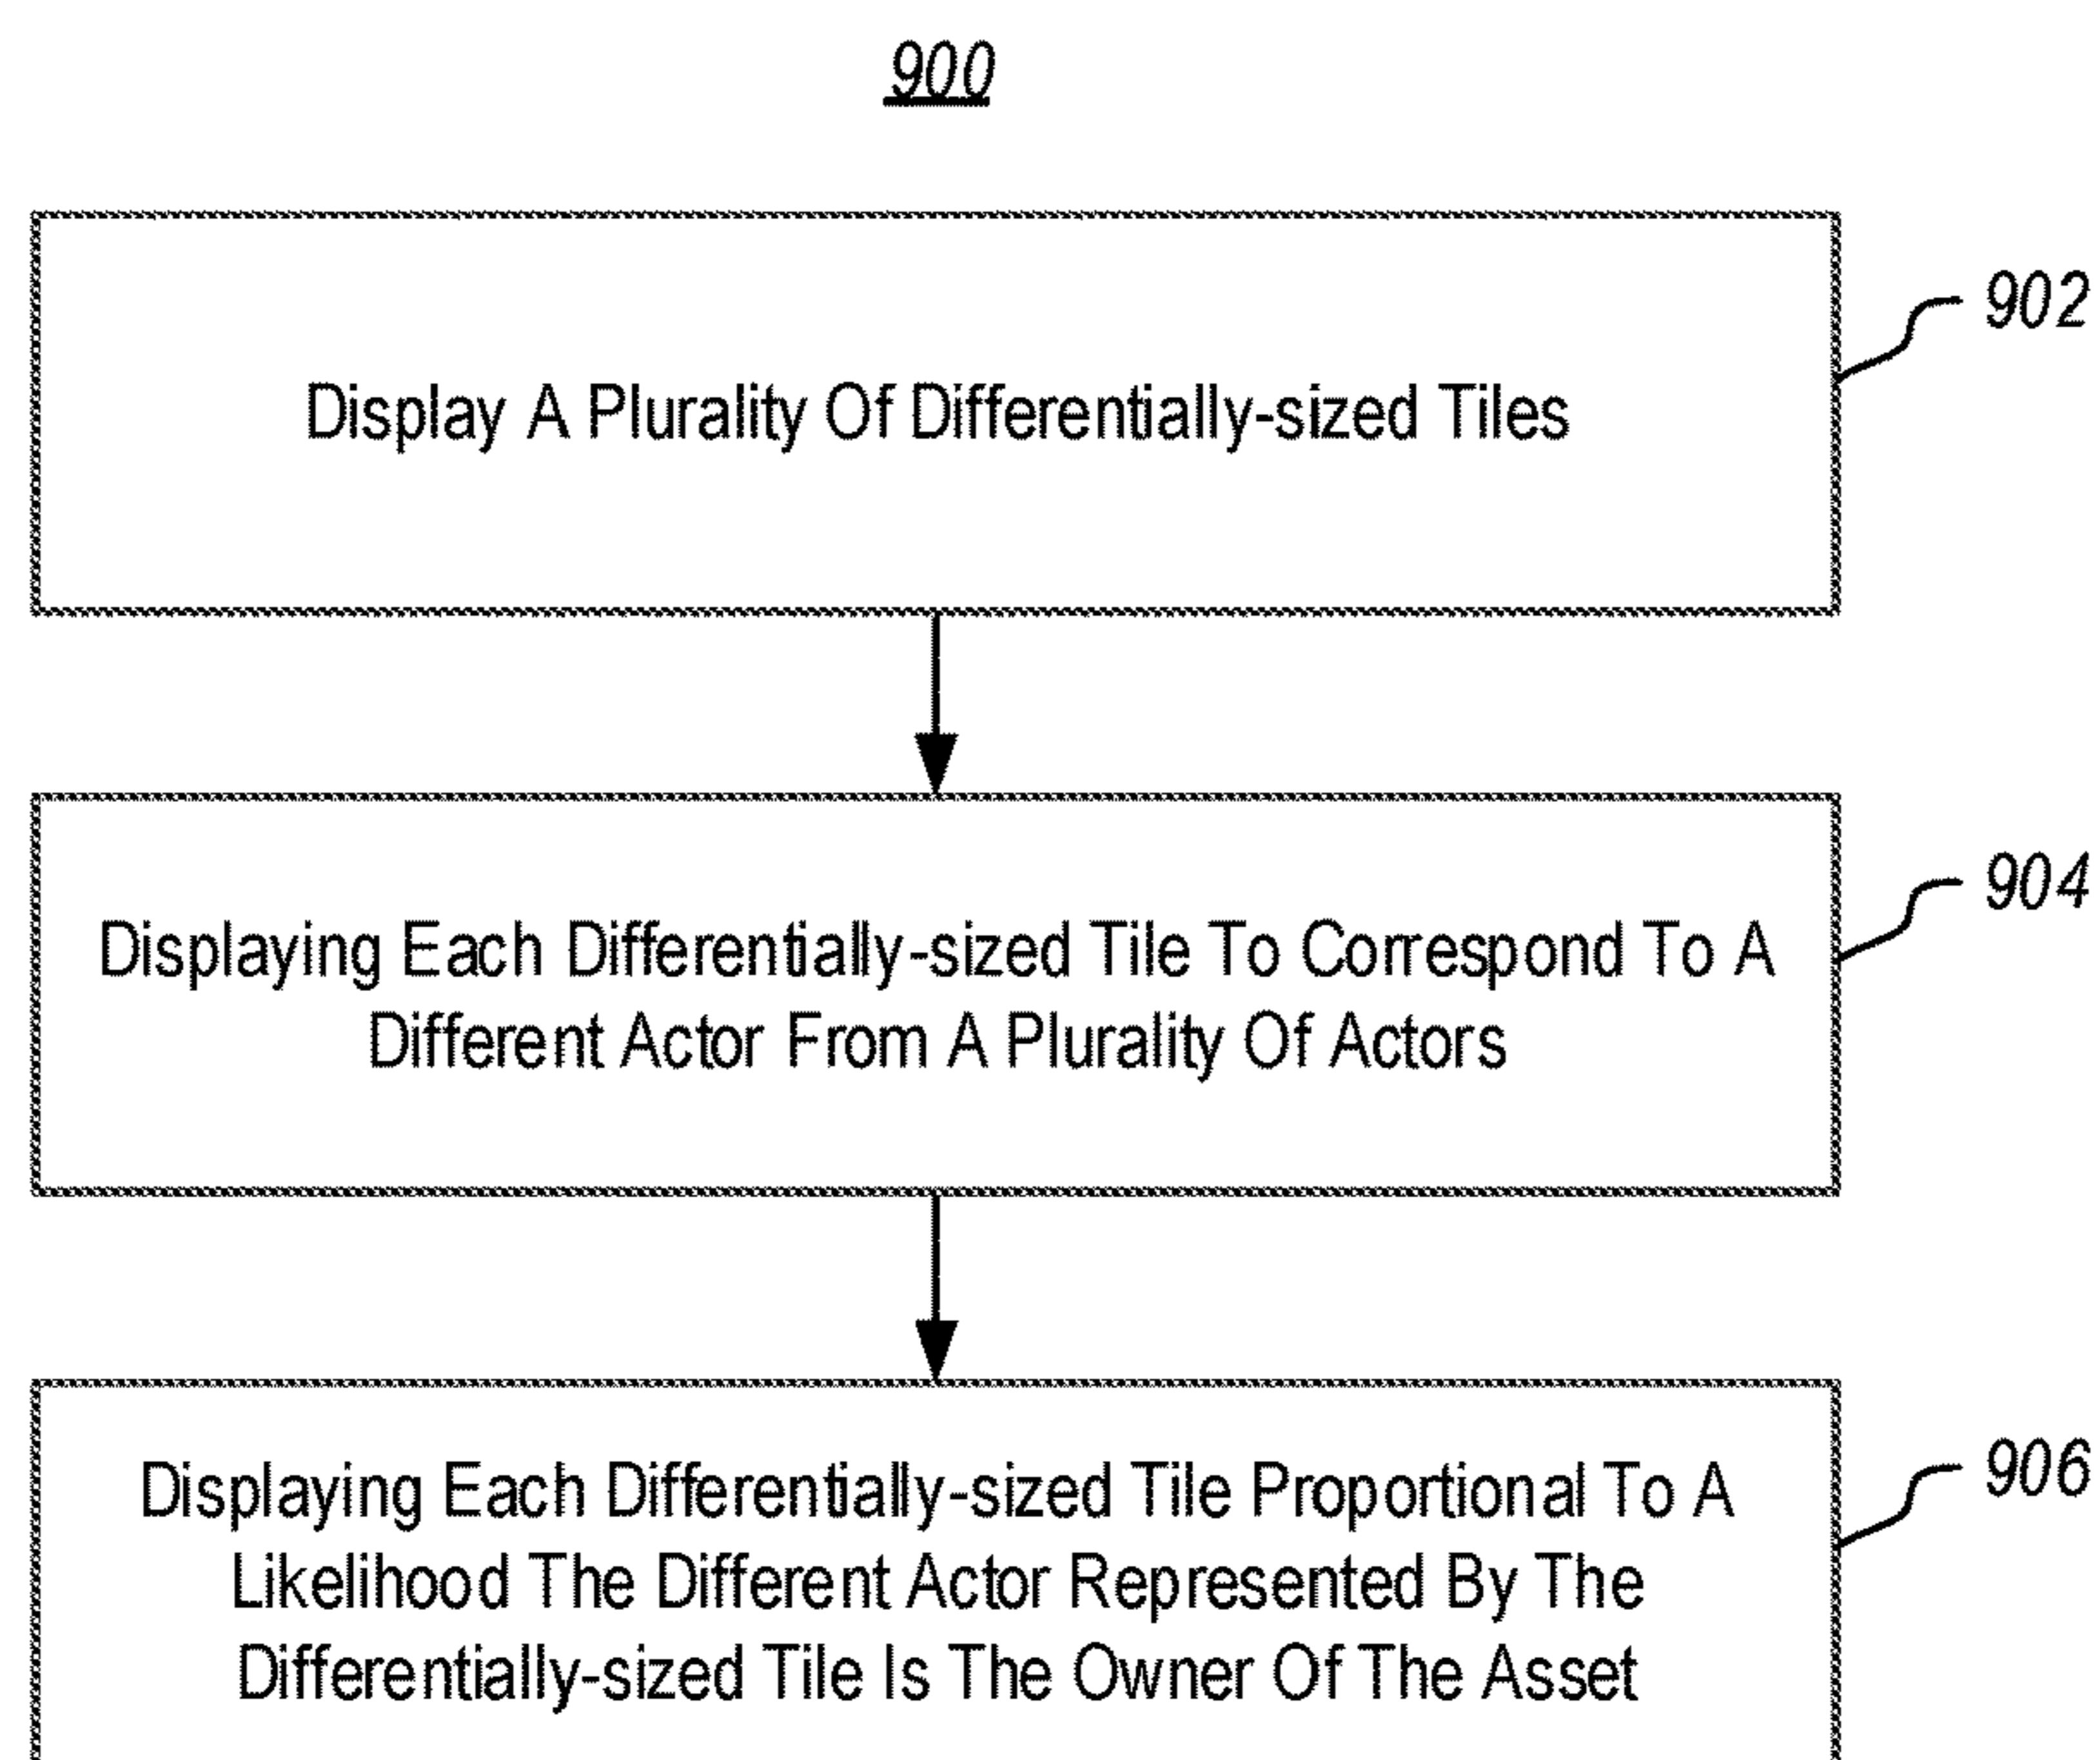 900
Display A Plurality Of Differentially-sized Tiles
902
Displaying Each Differentially-sized Tile To Correspond To A
Different Actor From A Plurality Of Actors
904
Displaying Each Differentially-sized Tile Proportional To A
Likelihood The Different Actor Represented By The
Differentially-sized Tile Is The Owner Of The Asset
906